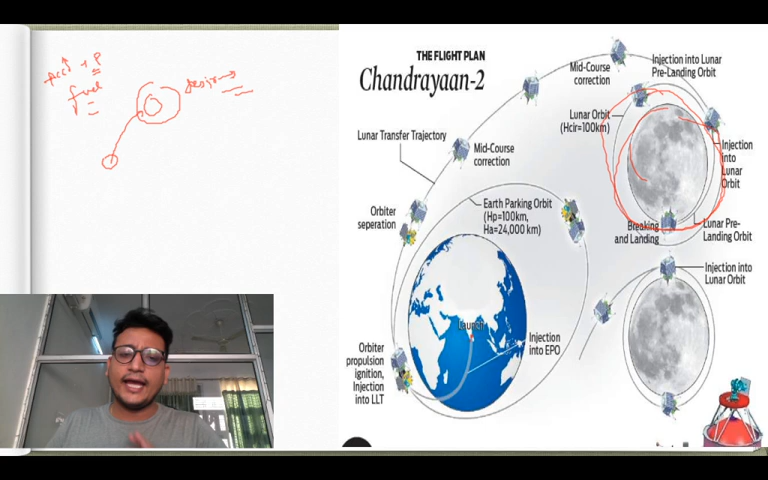 fuel
THE FLIGHT PLAN
Chandrayaan-2
Mid-Course
correction
Injection into Lunar
Pre-Landing Orbit
Lunar Orbit
(Hcir=100km)
Lunar Transfer Trajectory
Mid-Course
correction
Injection
into
Lunar
Orbit
Orbiter
seperation
Earth Parking Orbit
(Hp=100km,
Ha=24,000 km)
Breaking
and Landing
Lunar Pre-
Landing Orbit
Injection into
Lunar Orbit
Launch
Injection
into EPO
Orbiter
propulsion
ignition,
Injection
into LLT